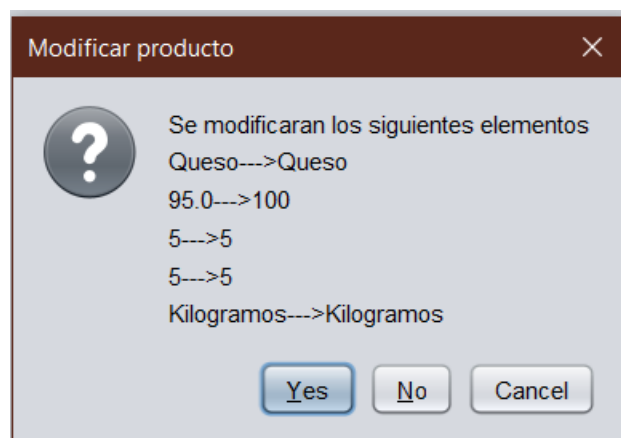 Modificar producto
Se modificaran los siguientes elementos
Queso--->Queso
95.0--->100
5--->5
5--->5
Kilogramos--->Kilogramos
Yes No Cancel